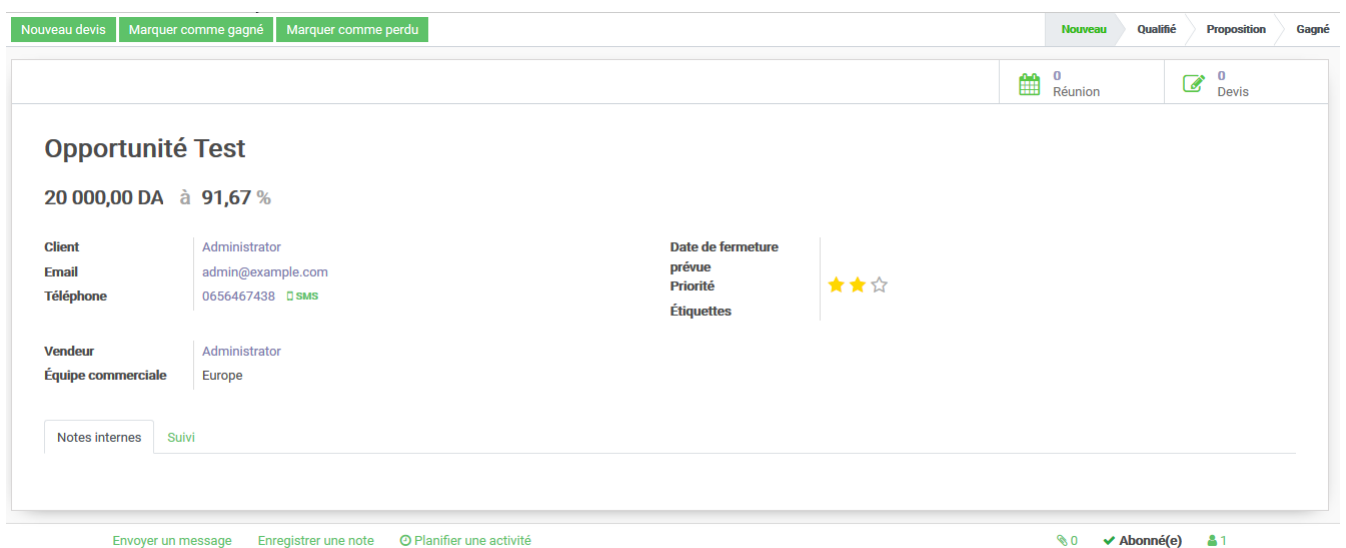 Nouveau devis Marquer comme gagné Marquer comme perdu Nouveau Qualifié Proposition Gagné
0 Réunion
0 Devis
Opportunité Test
20 000,00 DA à 91,67 %
Client Administrator
Email admin@example.com
Téléphone 0656467438 SMS
Date de fermeture
prévue
Priorité
Étiquettes
Vendeur Administrator
Équipe commerciale Europe
Notes internes Suivi
Envoyer un message Enregistrer une note Planifier une activité 0 Abonné(e) 1